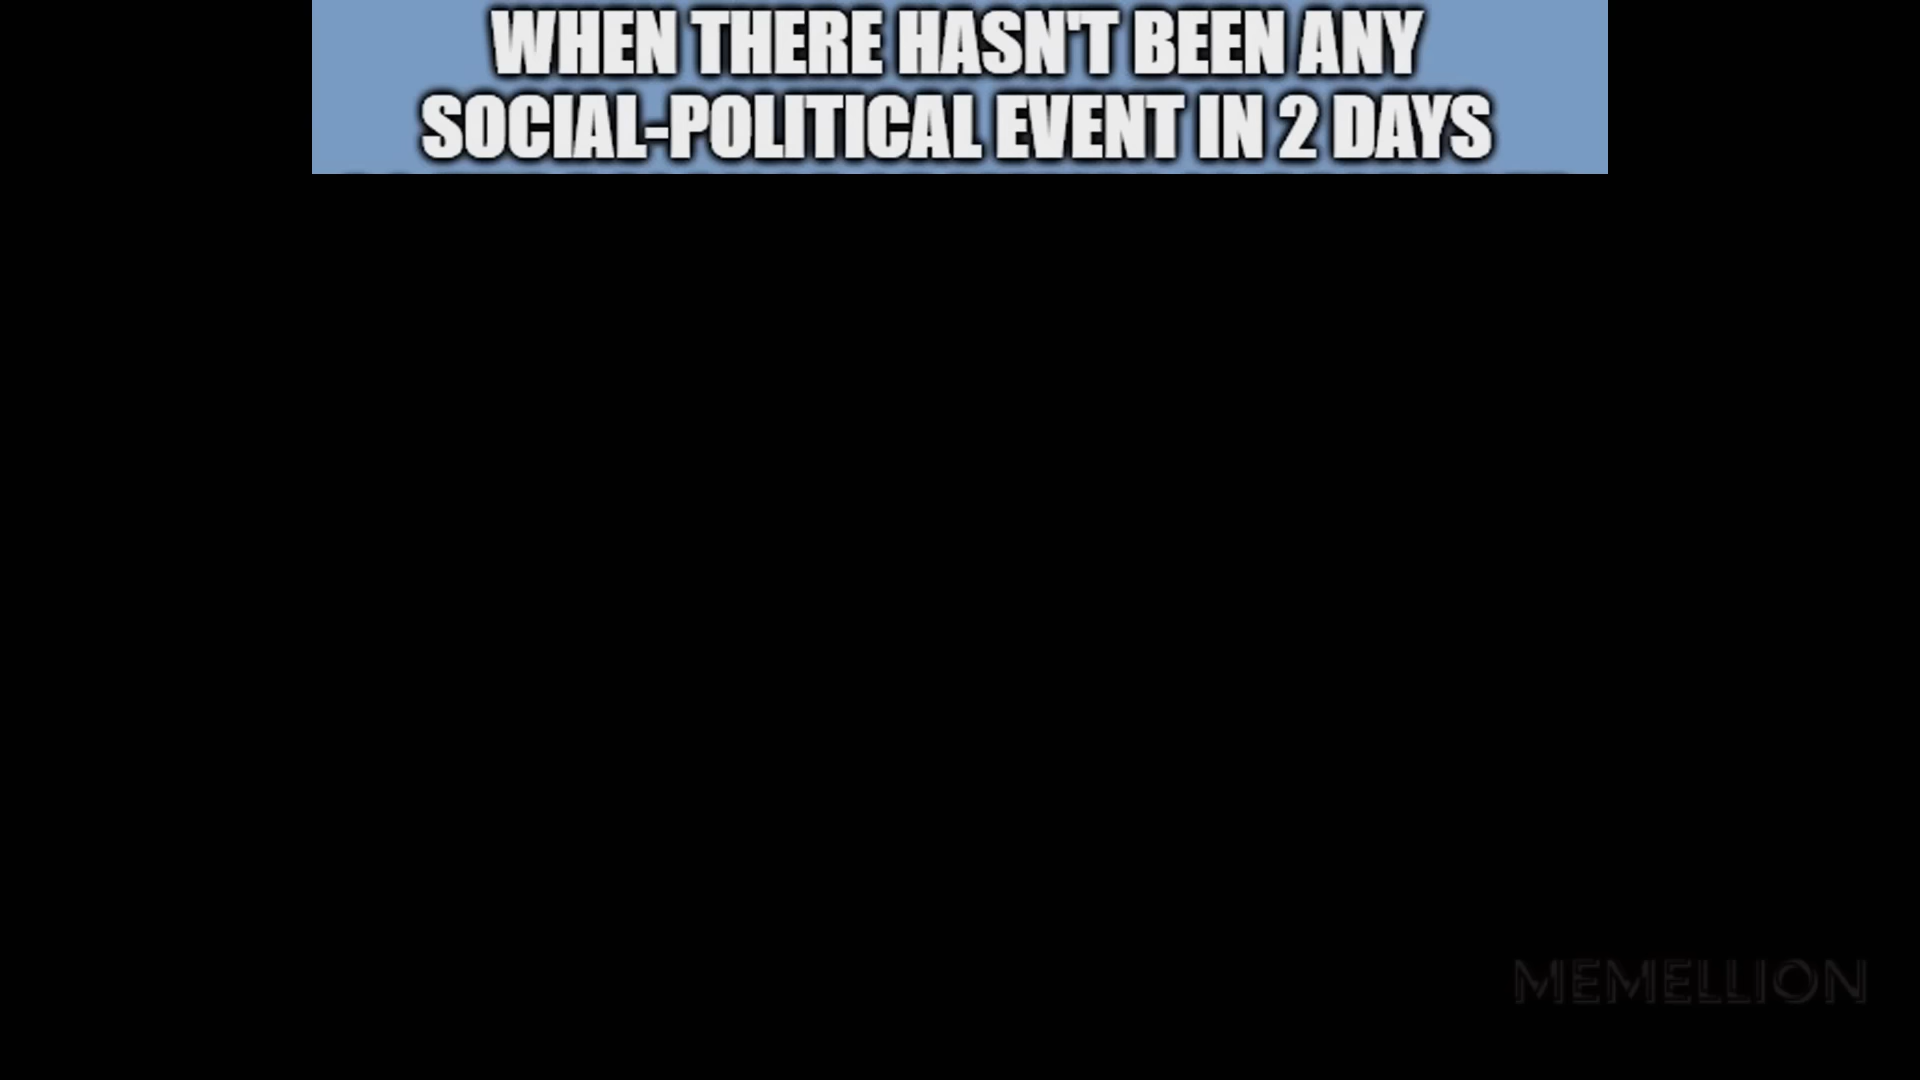 WHEN THERE HASN'T BEEN ANY
SOCIAL-POLITICAL EVENT IN 2 DAYS
MEMELLION